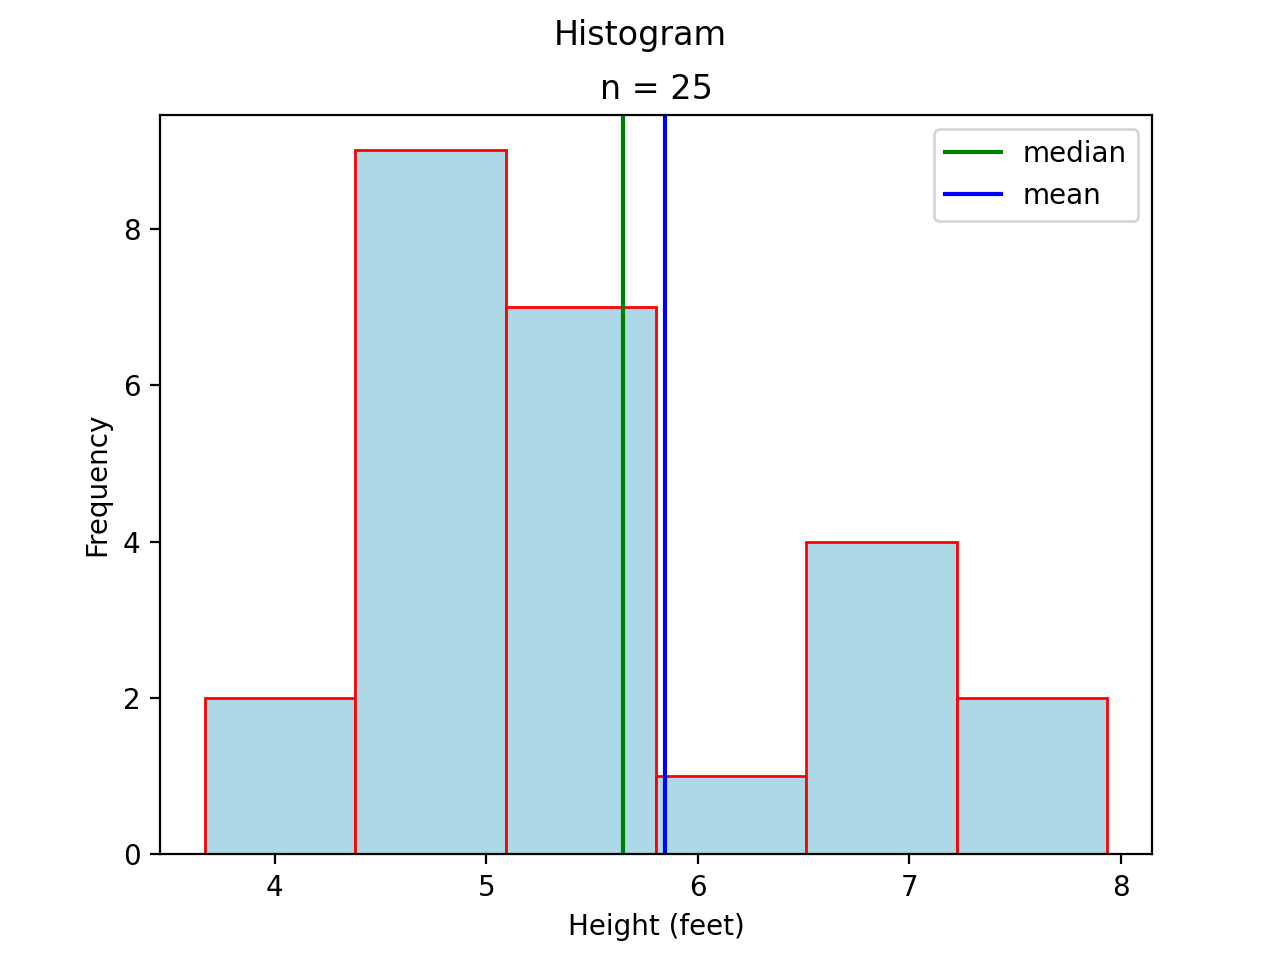 Histogram
n = 25
median
mean
8
6
4
2
0
Frequency
4 5 6 7 8
Height (feet)